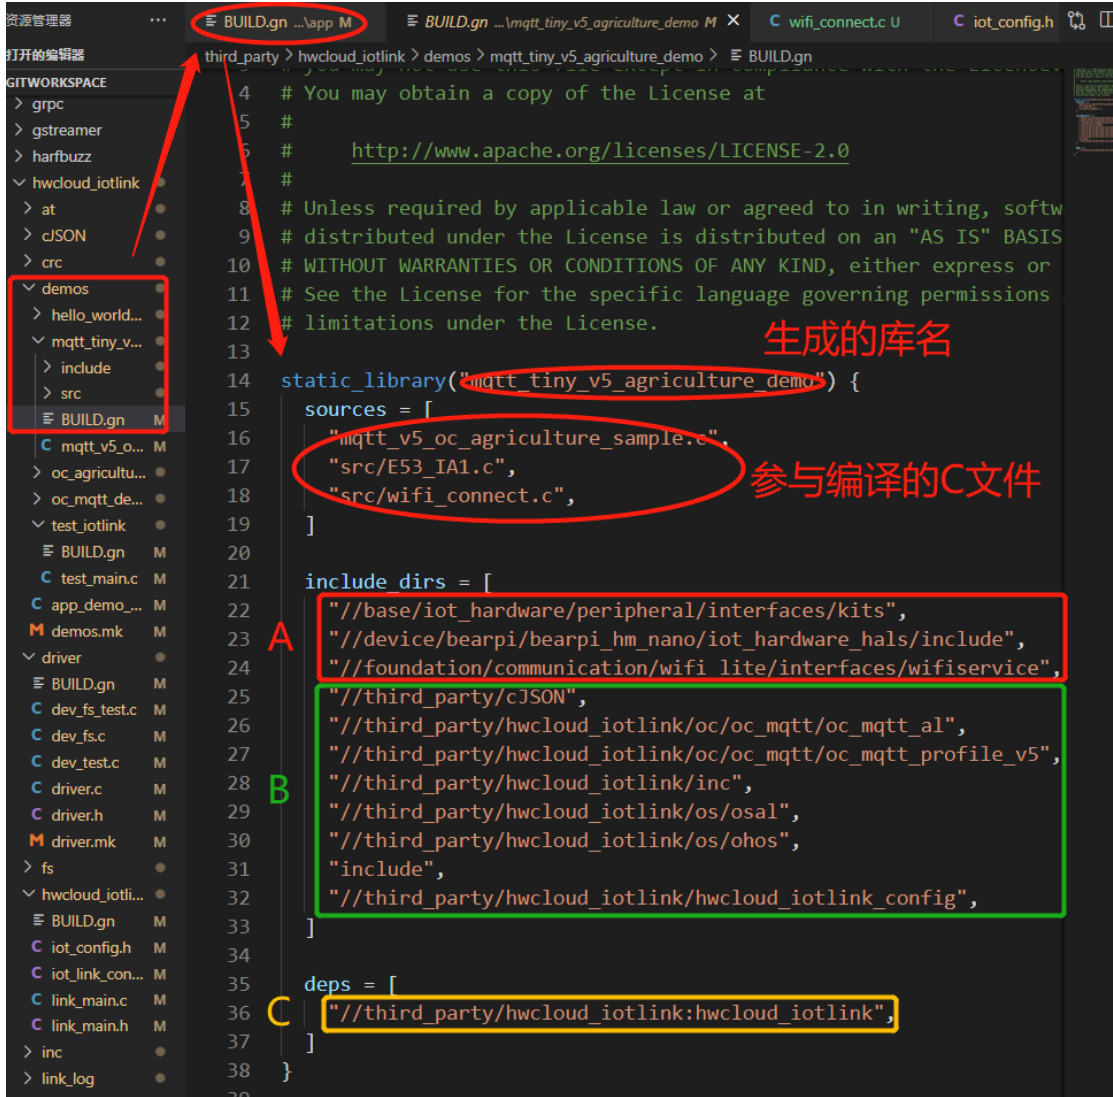 资源管理器 ···
BUILD.gn ...\app M
BUILD.gn ...\mqtt_tiny_v5_agriculture_demo M
wifi_connect.c U
iot_config.h
打开的编辑器
third_party > hwcloud_iotlink > demos > mqtt_tiny_v5_agriculture_demo > BUILD.gn
GITWORKSPACE
grpc
gstreamer
harfbuzz
hwcloud_iotlink
at
cJSON
crc
demos
hello_world...
mqtt_tiny_v...
include
src
BUILD.gn M
C mqtt_v5_o... M
oc_agricultu...
oc_mqtt_de...
test_iotlink
BUILD.gn M
C test_main.c M
C app_demo_... M
M demos.mk M
driver
BUILD.gn M
C dev_fs_test.c M
C dev_fs.c M
C dev_test.c M
C driver.c M
C driver.h M
M driver.mk M
fs
hwcloud_iotli...
BUILD.gn M
C iot_config.h M
C iot_link_con... M
C link_main.c M
C link_main.h M
inc
link_log
4 # You may obtain a copy of the License at
5 #
6 # http://www.apache.org/licenses/LICENSE-2.0
7 #
8 # Unless required by applicable law or agreed to in writing, softw
9 # distributed under the License is distributed on an "AS IS" BASIS
10 # WITHOUT WARRANTIES OR CONDITIONS OF ANY KIND, either express or
11 # See the License for the specific language governing permissions
12 # limitations under the License.
13
生成的库名
14 static_library("mqtt_tiny_v5_agriculture_demo") {
15 sources = [
16 "mqtt_v5_oc_agriculture_sample.c",
17 "src/E53_IA1.c",
参与编译的C文件
18 "src/wifi_connect.c",
19 ]
20
21 include_dirs = [
22 "//base/iot_hardware/peripheral/interfaces/kits",
A
23 "//device/bearpi/bearpi_hm_nano/iot_hardware_hals/include",
24 "//foundation/communication/wifi_lite/interfaces/wifiservice",
25 "//third_party/cJSON",
26 "//third_party/hwcloud_iotlink/oc/oc_mqtt/oc_mqtt_al",
27 "//third_party/hwcloud_iotlink/oc/oc_mqtt/oc_mqtt_profile_v5",
B
28 "//third_party/hwcloud_iotlink/inc",
29 "//third_party/hwcloud_iotlink/os/osal",
30 "//third_party/hwcloud_iotlink/os/ohos",
31 "include",
32 "//third_party/hwcloud_iotlink/hwcloud_iotlink_config",
33 ]
34
35 deps = [
C
36 "//third_party/hwcloud_iotlink:hwcloud_iotlink",
37 ]
38 }